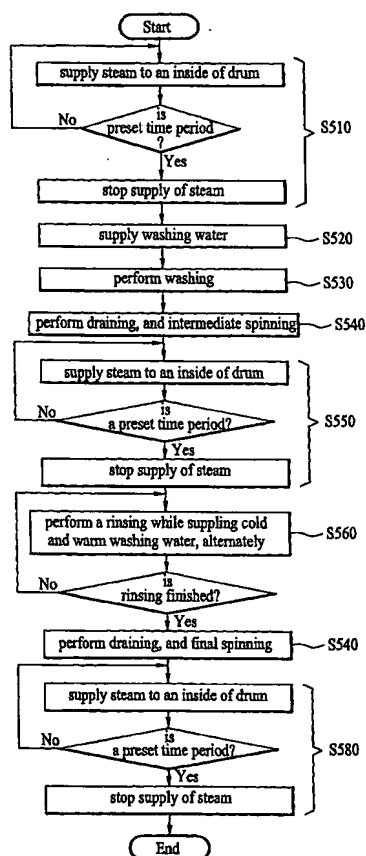 Start
supply steam to an inside of drum
is
No
preset time period
?
S510
Yes
stop supply of steam
supply washing water
S520
perform washing
S530
perform draining, and intermediate spinning
S540
supply steam to an inside of drum
is
No
a preset time period?
S550
Yes
stop supply of steam
perform a rinsing while suppling cold
and warm washing water, alternately
S560
is
No
rinsing finished?
Yes
perform draining, and final spinning
S540
supply steam to an inside of drum
is
No
a preset time period?
S580
Yes
stop supply of steam
End